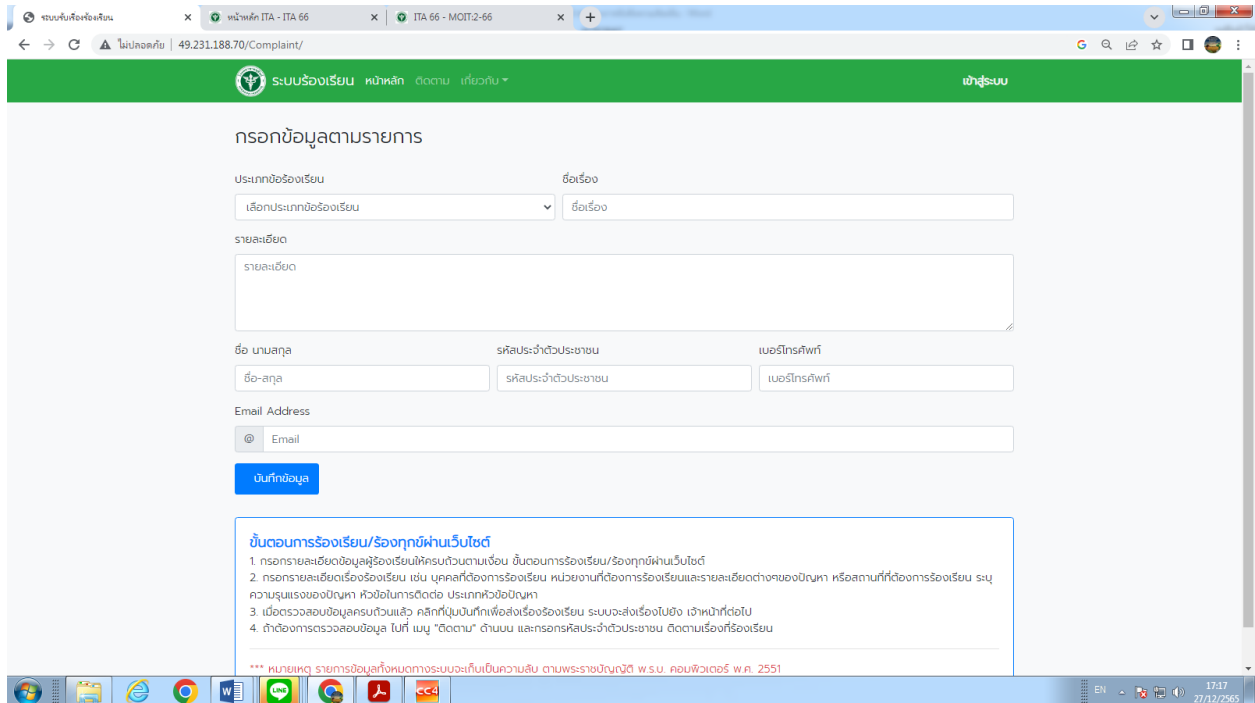 ระบบรับเรื่องร้องเรียน
หน้าหลัก ITA - ITA 66
ITA 66 - MOIT:2-66
ไม่ปลอดภัย 49.231.188.70/Complaint/
ระบบร้องเรียน หน้าหลัก ติดตาม เกี่ยวกับ
เข้าสู่ระบบ
กรอกข้อมูลตามรายการ
ประเภทข้อร้องเรียน ชื่อเรื่อง
เลือกประเภทข้อร้องเรียน ชื่อเรื่อง
รายละเอียด
รายละเอียด
ชื่อ นามสกุล รหัสประจำตัวประชาชน เบอร์โทรศัพท์
ชื่อ-สกุล รหัสประจำตัวประชาชน เบอร์โทรศัพท์
Email Address
@ Email
บันทึกข้อมูล
ขั้นตอนการร้องเรียน/ร้องทุกข์ผ่านเว็บไซต์
1. กรอกรายละเอียดข้อมูลผู้ร้องเรียนให้ครบถ้วนตามเงื่อน ขั้นตอนการร้องเรียน/ร้องทุกข์ผ่านเว็บไซต์
2. กรอกรายละเอียดเรื่องร้องเรียน เช่น บุคคลที่ต้องการร้องเรียน หน่วยงานที่ต้องการร้องเรียนและรายละเอียดต่างๆของปัญหา หรือสถานที่ที่ต้องการร้องเรียน ระบุ
ความรุนแรงของปัญหา หัวข้อในการติดต่อ ประเภทหัวข้อปัญหา
3. เมื่อตรวจสอบข้อมูลครบถ้วนแล้ว คลิกที่ปุ่มบันทึกเพื่อส่งเรื่องร้องเรียน ระบบจะส่งเรื่องไปยัง เจ้าหน้าที่ต่อไป
4. ถ้าต้องการตรวจสอบข้อมูล ไปที่ เมนู "ติดตาม" ด้านบน และกรอกรหัสประจำตัวประชาชน ติดตามเรื่องที่ร้องเรียน
*** หมายเหตุ รายการข้อมูลทั้งหมดทางระบบจะเก็บเป็นความลับ ตามพระราชบัญญัติ พ.ร.บ. คอมพิวเตอร์ พ.ศ. 2551
LINE
CC4
EN
17:17
27/12/2565